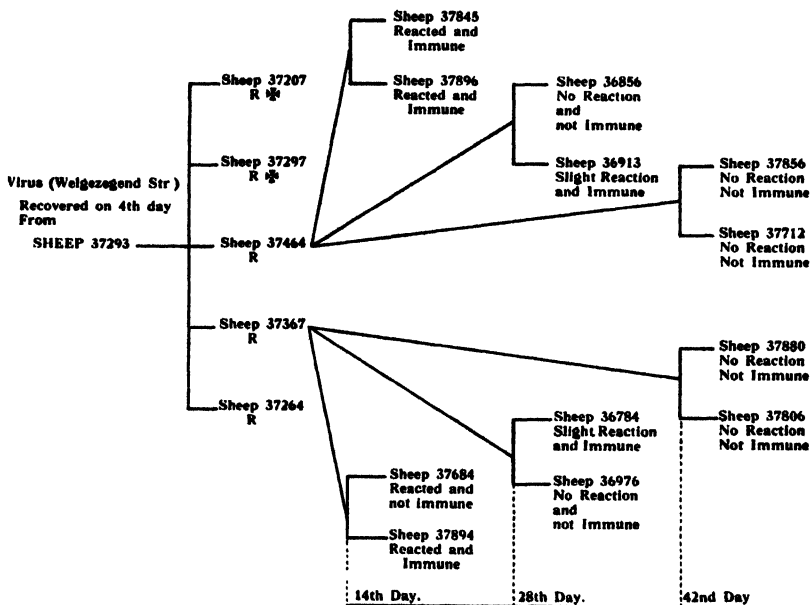 Sheep 37845
Reacted and
Immune
Sheep 37207
R ✠
Sheep 37896
Reacted and
Immune
Sheep 36856
No Reaction
and
not Immune
Sheep 37297
R ✠
Sheep 36913
Slight Reaction
and Immune
Sheep 37856
No Reaction
Not Immune
Virus (Welgezegend Str)
Recovered on 4th day
From
SHEEP 37293
Sheep 37464
R
Sheep 37712
No Reaction
Not Immune
Sheep 37367
R
Sheep 37880
No Reaction
Not Immune
Sheep 37264
R
Sheep 36784
Slight Reaction
and Immune
Sheep 37806
No Reaction
Not Immune
Sheep 37684
Reacted and
not immune
Sheep 36976
No Reaction
and
not Immune
Sheep 37894
Reacted and
Immune
14th Day.
28th Day.
42nd Day